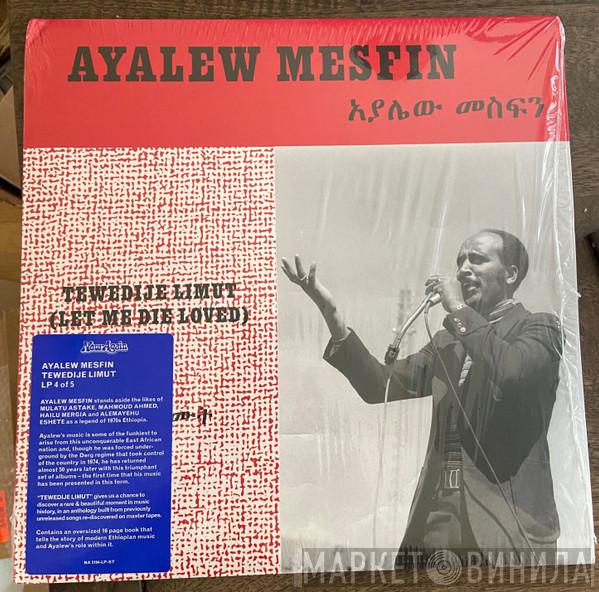 AYALEW MESFIN
አያሌው መስፍን
TEWEDIJE LIMUT
(LET ME DIE LOVED)
Now-Again
AYALEW MESFIN
TEWEDIJE LIMUT
LP 4 of 5
AYALEW MESFIN stands aside the likes of
MULATU ASTAKE, MAHMOUD AHMED,
HAILU MERGIA and ALEMAYEHU
ESHETE as a legend of 1970s Ethiopia.
Ayalew's music is some of the funkiest to
arise from this unconquerable East African
nation and, though he was forced under-
ground by the Derg regime that took control
of the country in 1974, he has returned
almost 50 years later with this triumphant
set of albums – the first time that his music
has been presented in this form.
"TEWEDIJE LIMUT" gives us a chance to
discover a rare & beautiful moment in music
history, in an anthology built from previously
unreleased songs re-discovered on master tapes.
Contains an oversized 16 page book that
tells the story of modern Ethiopian music
and Ayalew's role within it.
МАРКЕТ ВИНИЛА